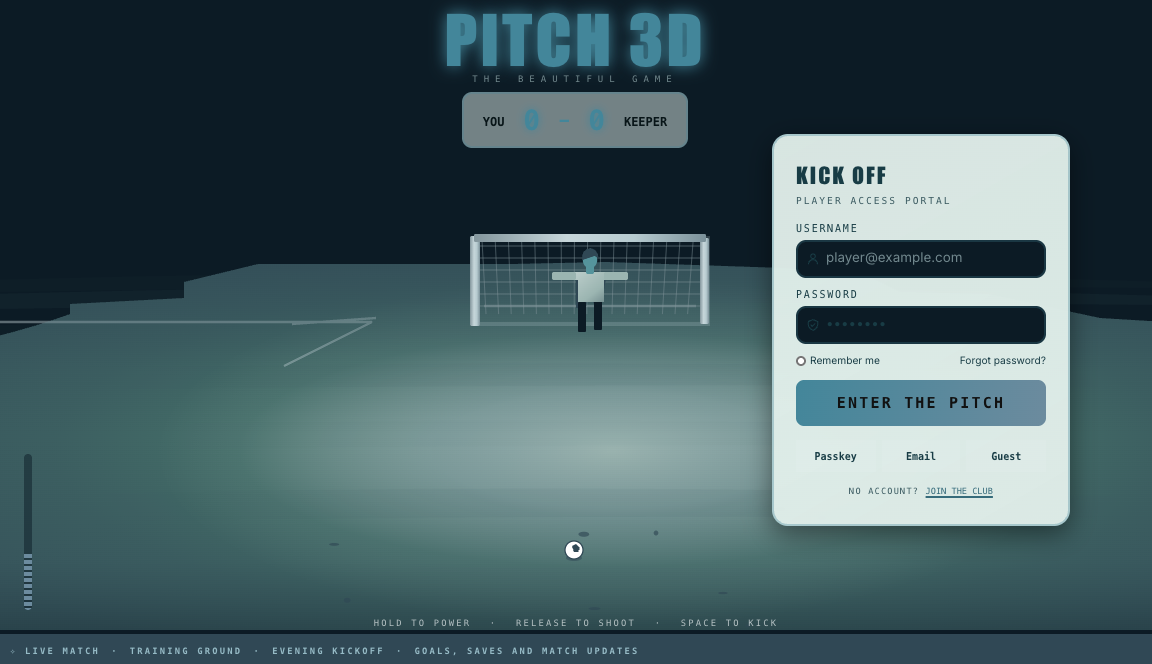 PITCH 3D
THE BEAUTIFUL GAME
YOU 0 - 0 KEEPER
KICK OFF
PLAYER ACCESS PORTAL
USERNAME
player@example.com
PASSWORD
••••••••
Remember me Forgot password?
ENTER THE PITCH
Passkey Email Guest
NO ACCOUNT? JOIN THE CLUB
HOLD TO POWER · RELEASE TO SHOOT · SPACE TO KICK
LIVE MATCH · TRAINING GROUND · EVENING KICKOFF · GOALS, SAVES AND MATCH UPDATES